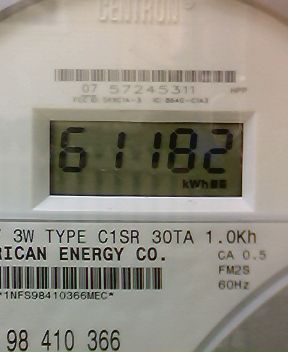 CENTRON®
07 57245311 HPP
61182
kWh
3W TYPE C1SR 30TA 1.0Kh
RICAN ENERGY CO.
CA 0.5
FM2S
60Hz
*1NFS98410366MEC*
98 410 366